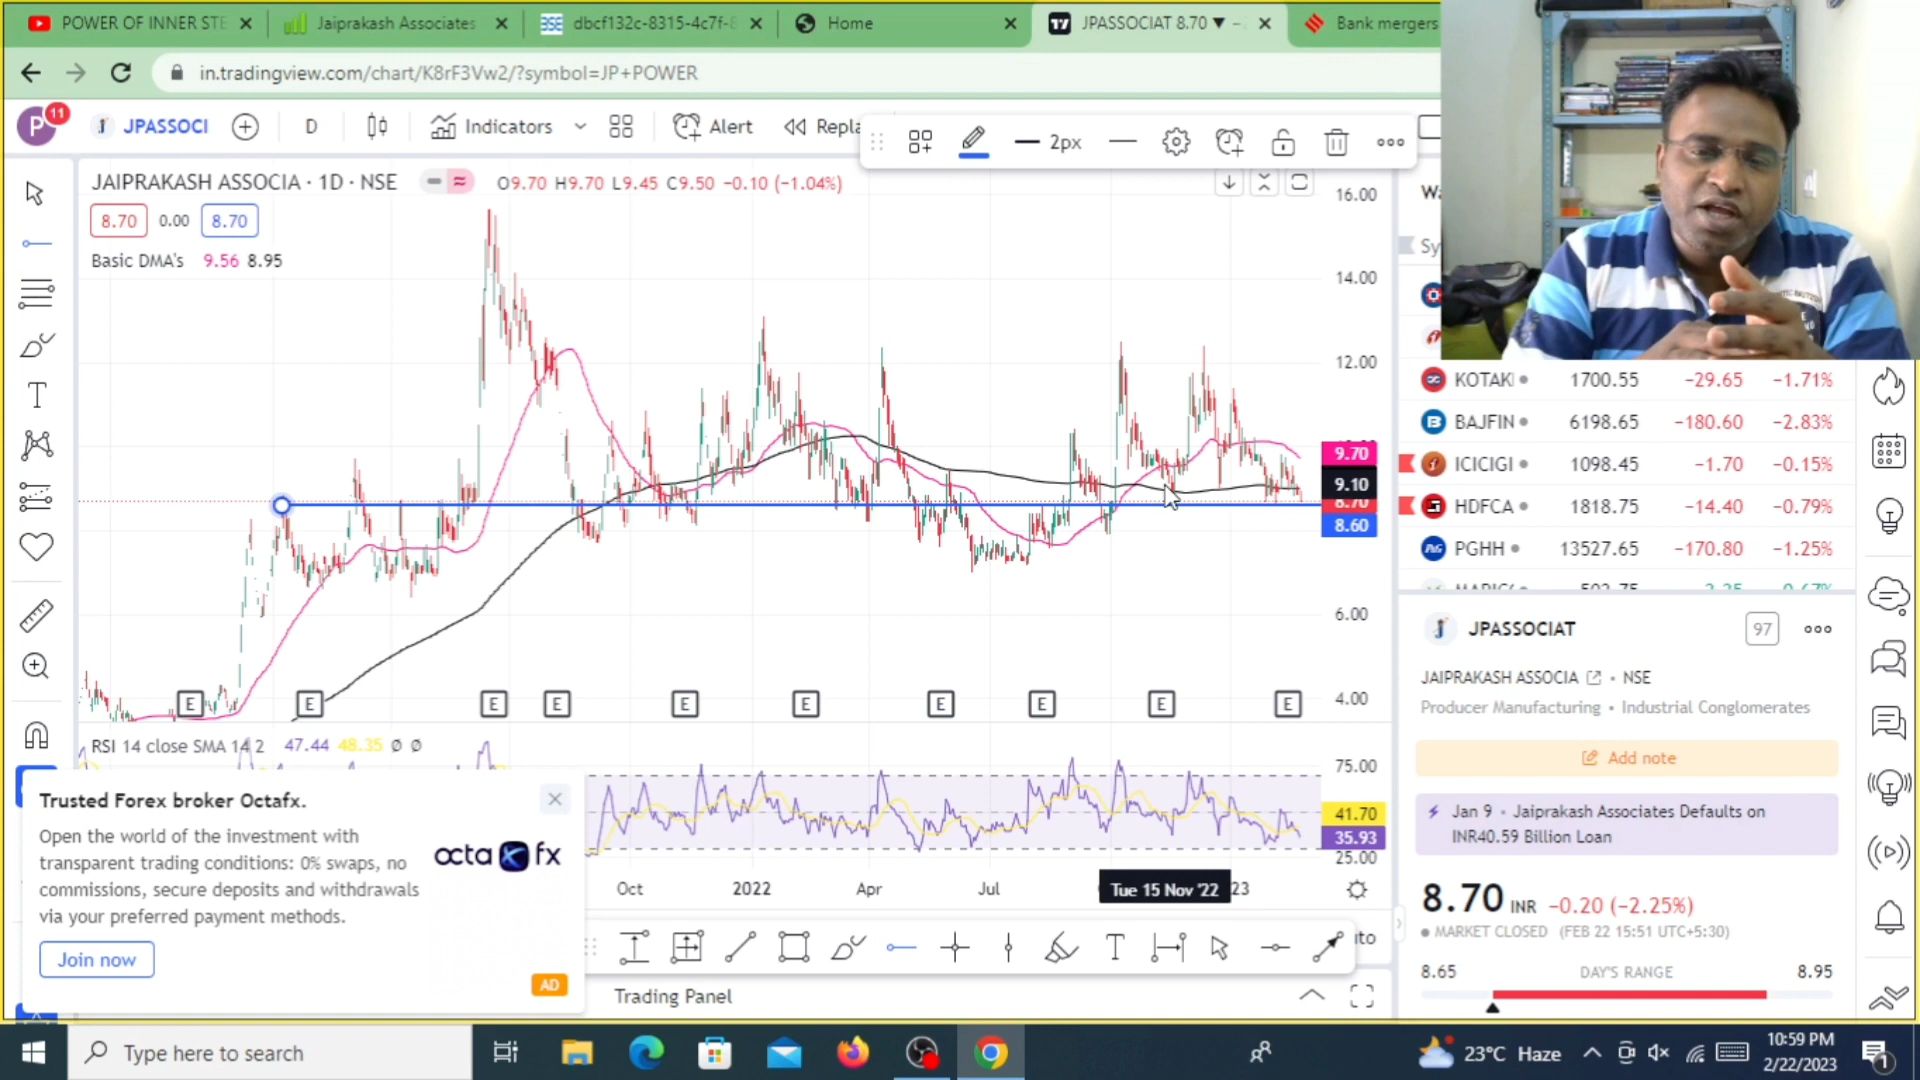 POWER OF INNER STE
Jaiprakash Associates
dbcf132c-8315-4c7f-8
Home
JPASSOCIAT 8.70 ▼ −
Bank mergers
in.tradingview.com/chart/K8rF3Vw2/?symbol=JP+POWER
P
11
JPASSOCI
D
Indicators
Alert
Repla
2px
JAIPRAKASH ASSOCIA · 1D · NSE
O9.70 H9.70 L9.45 C9.50 −0.10 (−1.04%)
8.70
0.00
8.70
Basic DMA's 9.56 8.95
16.00
14.00
12.00
9.70
9.10
8.70
8.60
6.00
4.00
E
E
E
E
E
E
E
E
E
E
RSI 14 close SMA 14 2 47.44 48.35 Ø Ø
75.00
41.70
35.93
25.00
Oct
2022
Apr
Jul
Tue 15 Nov '22
23
Trusted Forex broker Octafx.
Open the world of the investment with
transparent trading conditions: 0% swaps, no
commissions, secure deposits and withdrawals
via your preferred payment methods.
octa fx
Join now
AD
Trading Panel
Wa
Sy
KOTAK 1700.55 −29.65 −1.71%
BAJFIN 6198.65 −180.60 −2.83%
ICICIGI 1098.45 −1.70 −0.15%
HDFCA 1818.75 −14.40 −0.79%
PGHH 13527.65 −170.80 −1.25%
JPASSOCIAT
97
JAIPRAKASH ASSOCIA • NSE
Producer Manufacturing • Industrial Conglomerates
Add note
Jan 9 • Jaiprakash Associates Defaults on
INR40.59 Billion Loan
8.70 INR −0.20 (−2.25%)
MARKET CLOSED (FEB 22 15:51 UTC+5:30)
8.65 DAY'S RANGE 8.95
Type here to search
23°C Haze
10:59 PM
2/22/2023
1